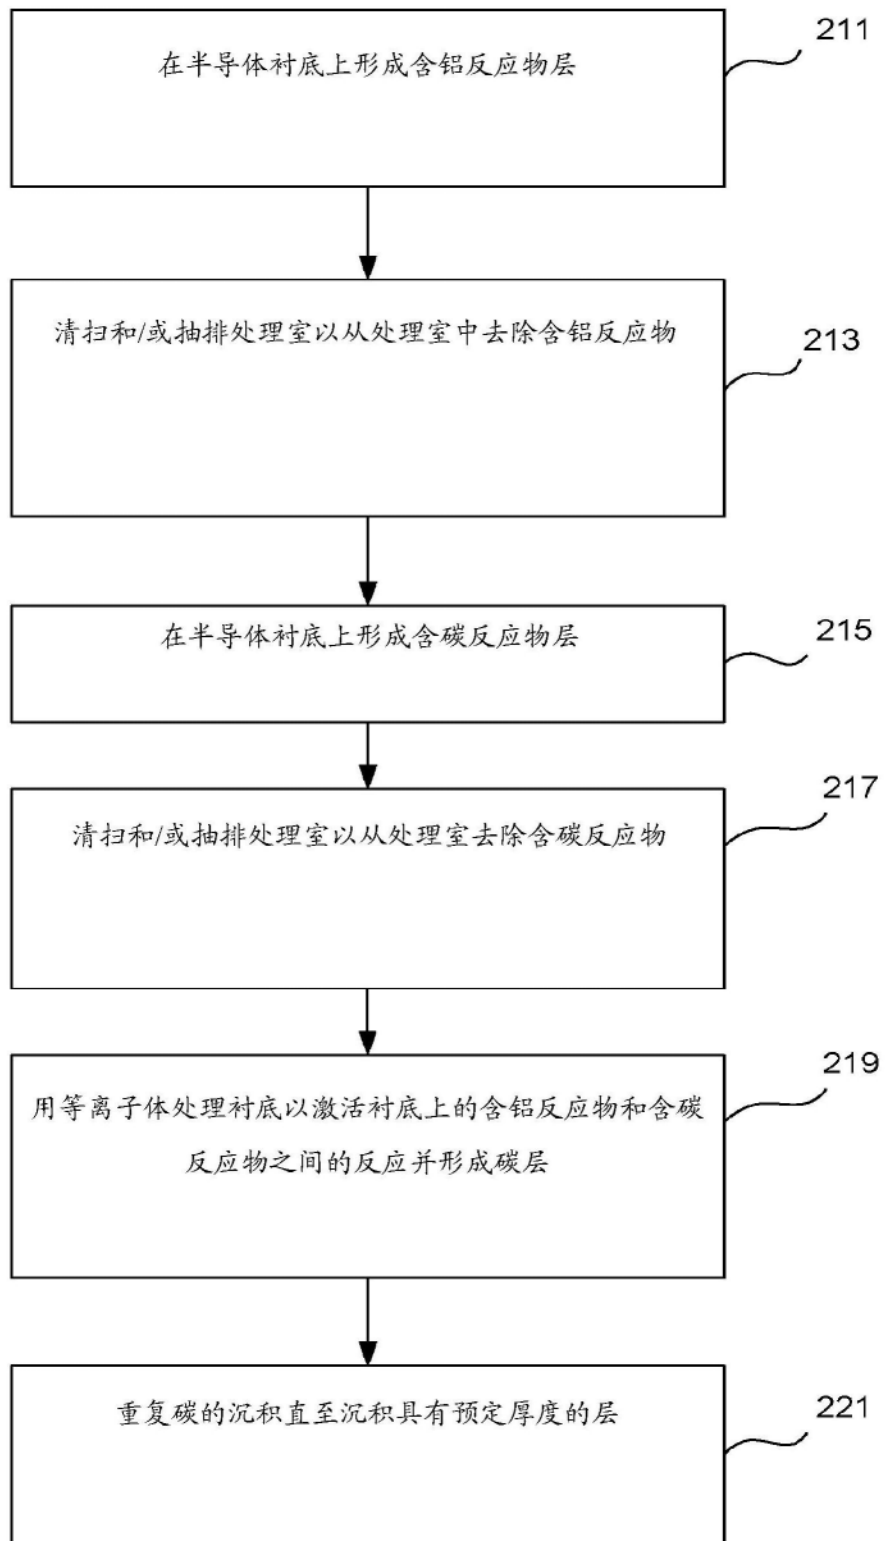 在半导体衬底上形成含铝反应物层
211
清扫和/或抽排处理室以从处理室中去除含铝反应物
213
在半导体衬底上形成含碳反应物层
215
清扫和/或抽排处理室以从处理室去除含碳反应物
217
用等离子体处理衬底以激活衬底上的含铝反应物和含碳
反应物之间的反应并形成碳层
219
重复碳的沉积直至沉积具有预定厚度的层
221